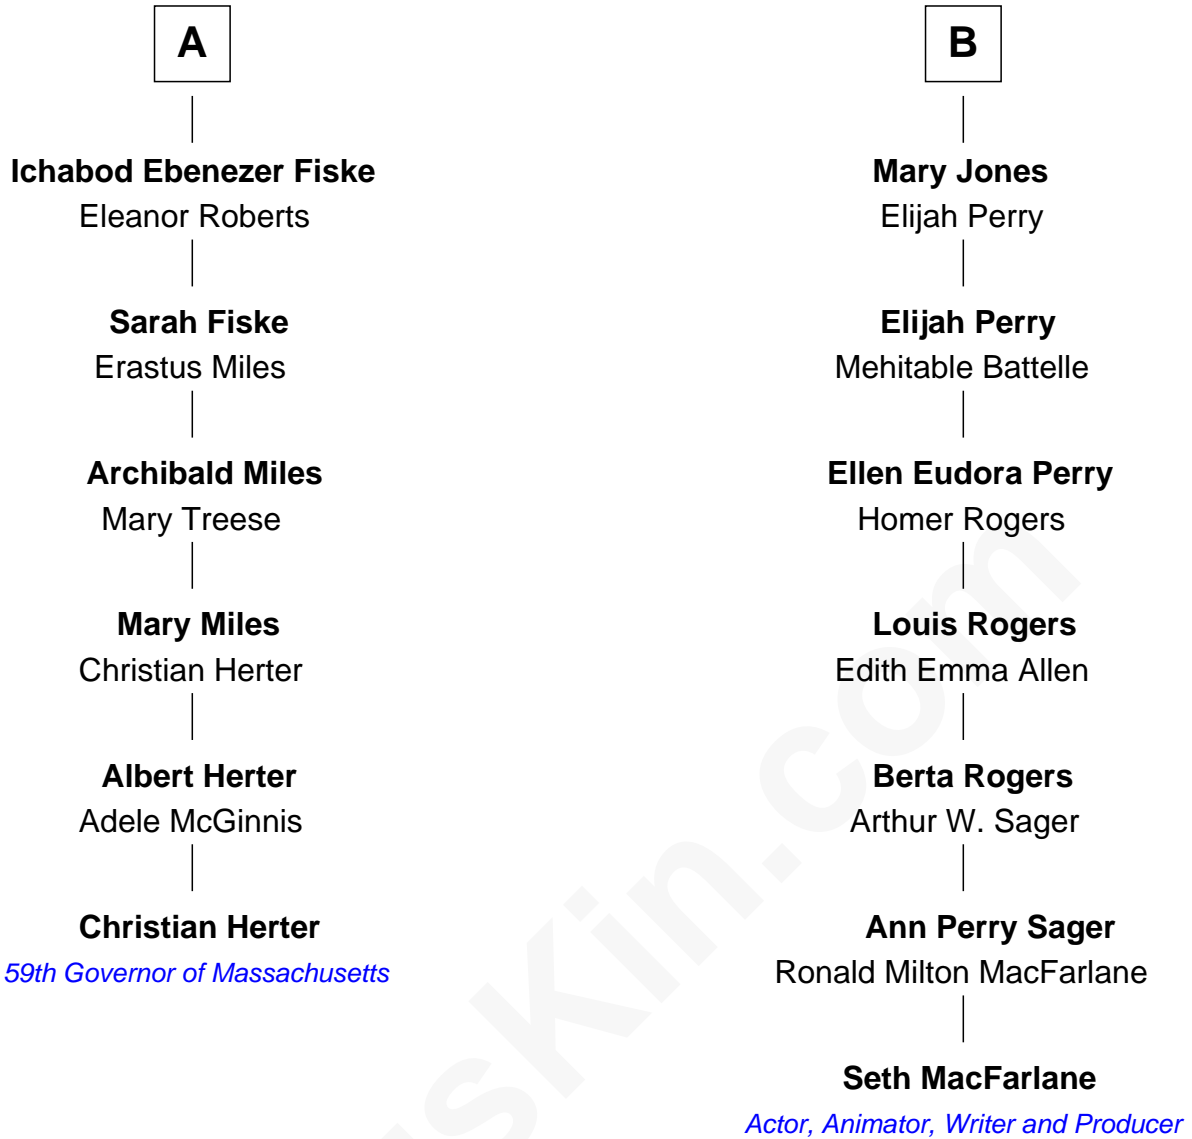 A
Ichabod Ebenezer Fiske
Eleanor Roberts
Sarah Fiske
Erastus Miles
Archibald Miles
Mary Treese
Mary Miles
Christian Herter
Albert Herter
Adele McGinnis
Christian Herter
59th Governor of Massachusetts
B
Mary Jones
Elijah Perry
Elijah Perry
Mehitable Battelle
Ellen Eudora Perry
Homer Rogers
Louis Rogers
Edith Emma Allen
Berta Rogers
Arthur W. Sager
Ann Perry Sager
Ronald Milton MacFarlane
Seth MacFarlane
Actor, Animator, Writer and Producer
sKin.com